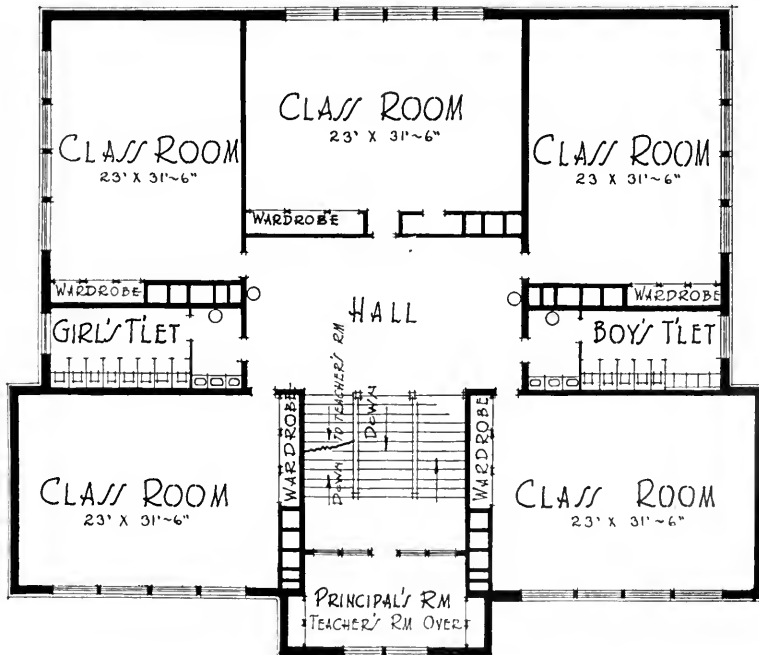 CLASS ROOM
23' X 31'~6"
CLASS ROOM
23' X 31'~6"
CLASS ROOM
23 X 31'~6"
WARDROBE
WARDROBE
WARDROBE
GIRL'S T'LET
HALL
BOY'S T'LET
WARDROBE
DOWN
TO TEACHER'S RM
DOWN
WARDROBE
CLASS ROOM
23' X 31'~6"
CLASS ROOM
23' X 31'~6"
PRINCIPAL'S RM
TEACHER'S RM OVER